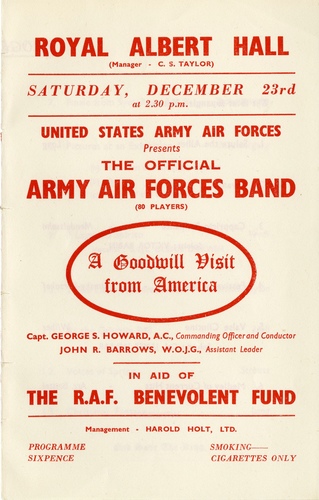 ROYAL ALBERT HALL
(Manager - C. S. TAYLOR)
SATURDAY, DECEMBER 23rd
at 2.30 p.m.
UNITED STATES ARMY AIR FORCES
Presents
THE OFFICIAL
ARMY AIR FORCES BAND
(80 PLAYERS)
A Goodwill Visit
from America
Capt. GEORGE S. HOWARD, A.C., Commanding Officer and Conductor
JOHN R. BARROWS, W.O.J.G., Assistant Leader
IN AID OF
THE R.A.F. BENEVOLENT FUND
Management - HAROLD HOLT, LTD.
PROGRAMME SMOKING—
SIXPENCE CIGARETTES ONLY